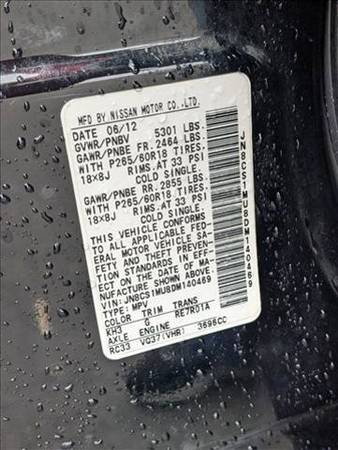 MFD BY NISSAN MOTOR CO.,LTD.
DATE 06/12
GVWR/PNBV 5301 LBS.
GAWR/PNBE FR.2464 LBS.
WITH P265/60R18 TIRES,
18X8J RIMS.AT 33 PSI
COLD SINGLE.
GAWR/PNBE RR.2855 LBS.
WITH P265/60R18 TIRES,
18X8J RIMS.AT 33 PSI
COLD SINGLE.
THIS VEHICLE CONFORMS
TO ALL APPLICABLE FED-
ERAL MOTOR VEHICLE SA-
FETY AND THEFT PREVEN-
TION STANDARDS IN EFF-
ECT ON THE DATE OF MA-
NUFACTURE SHOWN ABOVE.
VIN: JN8CS1MU8DM140469
TYPE: MPV
COLOR TRIM TRANS
KH3 G RE7R01A
AXLE ENGINE
RC33 VQ37(VHR) 3696CC
JN8CS1MU8DM140469